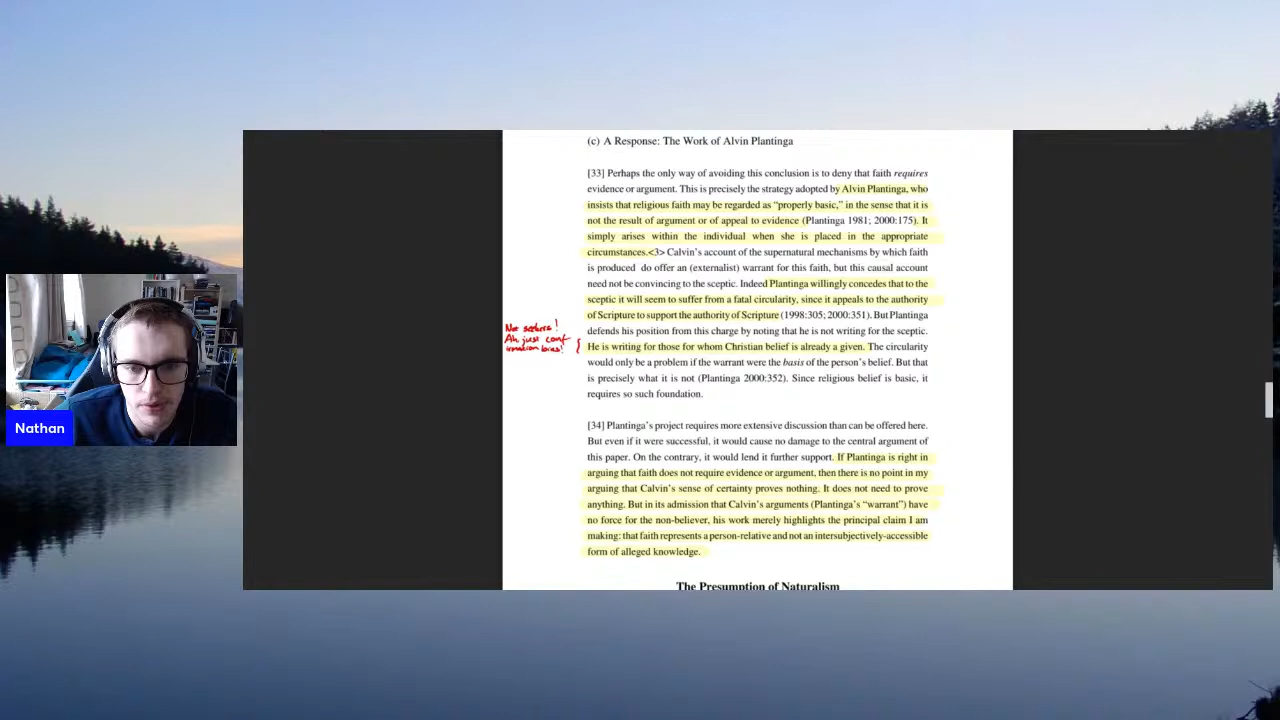 (c) A Response: The Work of Alvin Plantinga
[33] Perhaps the only way of avoiding this conclusion is to deny that faith requires
evidence or argument. This is precisely the strategy adopted by Alvin Plantinga, who
insists that religious faith may be regarded as “properly basic,” in the sense that it is
not the result of argument or of appeal to evidence (Plantinga 1981; 2000:175). It
simply arises within the individual when she is placed in the appropriate
circumstances.<3> Calvin’s account of the supernatural mechanisms by which faith
is produced do offer an (externalist) warrant for this faith, but this causal account
need not be convincing to the sceptic. Indeed Plantinga willingly concedes that to the
sceptic it will seem to suffer from a fatal circularity, since it appeals to the authority
of Scripture to support the authority of Scripture (1998:305; 2000:351). But Plantinga
defends his position from this charge by noting that he is not writing for the sceptic.
He is writing for those for whom Christian belief is already a given. The circularity
would only be a problem if the warrant were the basis of the person’s belief. But that
is precisely what it is not (Plantinga 2000:352). Since religious belief is basic, it
requires so such foundation.
No seekers!
Ah just conf
irmation bias!
[34] Plantinga’s project requires more extensive discussion than can be offered here.
But even if it were successful, it would cause no damage to the central argument of
this paper. On the contrary, it would lend it further support. If Plantinga is right in
arguing that faith does not require evidence or argument, then there is no point in my
arguing that Calvin’s sense of certainty proves nothing. It does not need to prove
anything. But in its admission that Calvin’s arguments (Plantinga’s “warrant”) have
no force for the non-believer, his work merely highlights the principal claim I am
making: that faith represents a person-relative and not an intersubjectively-accessible
form of alleged knowledge.
The Presumption of Naturalism
Nathan